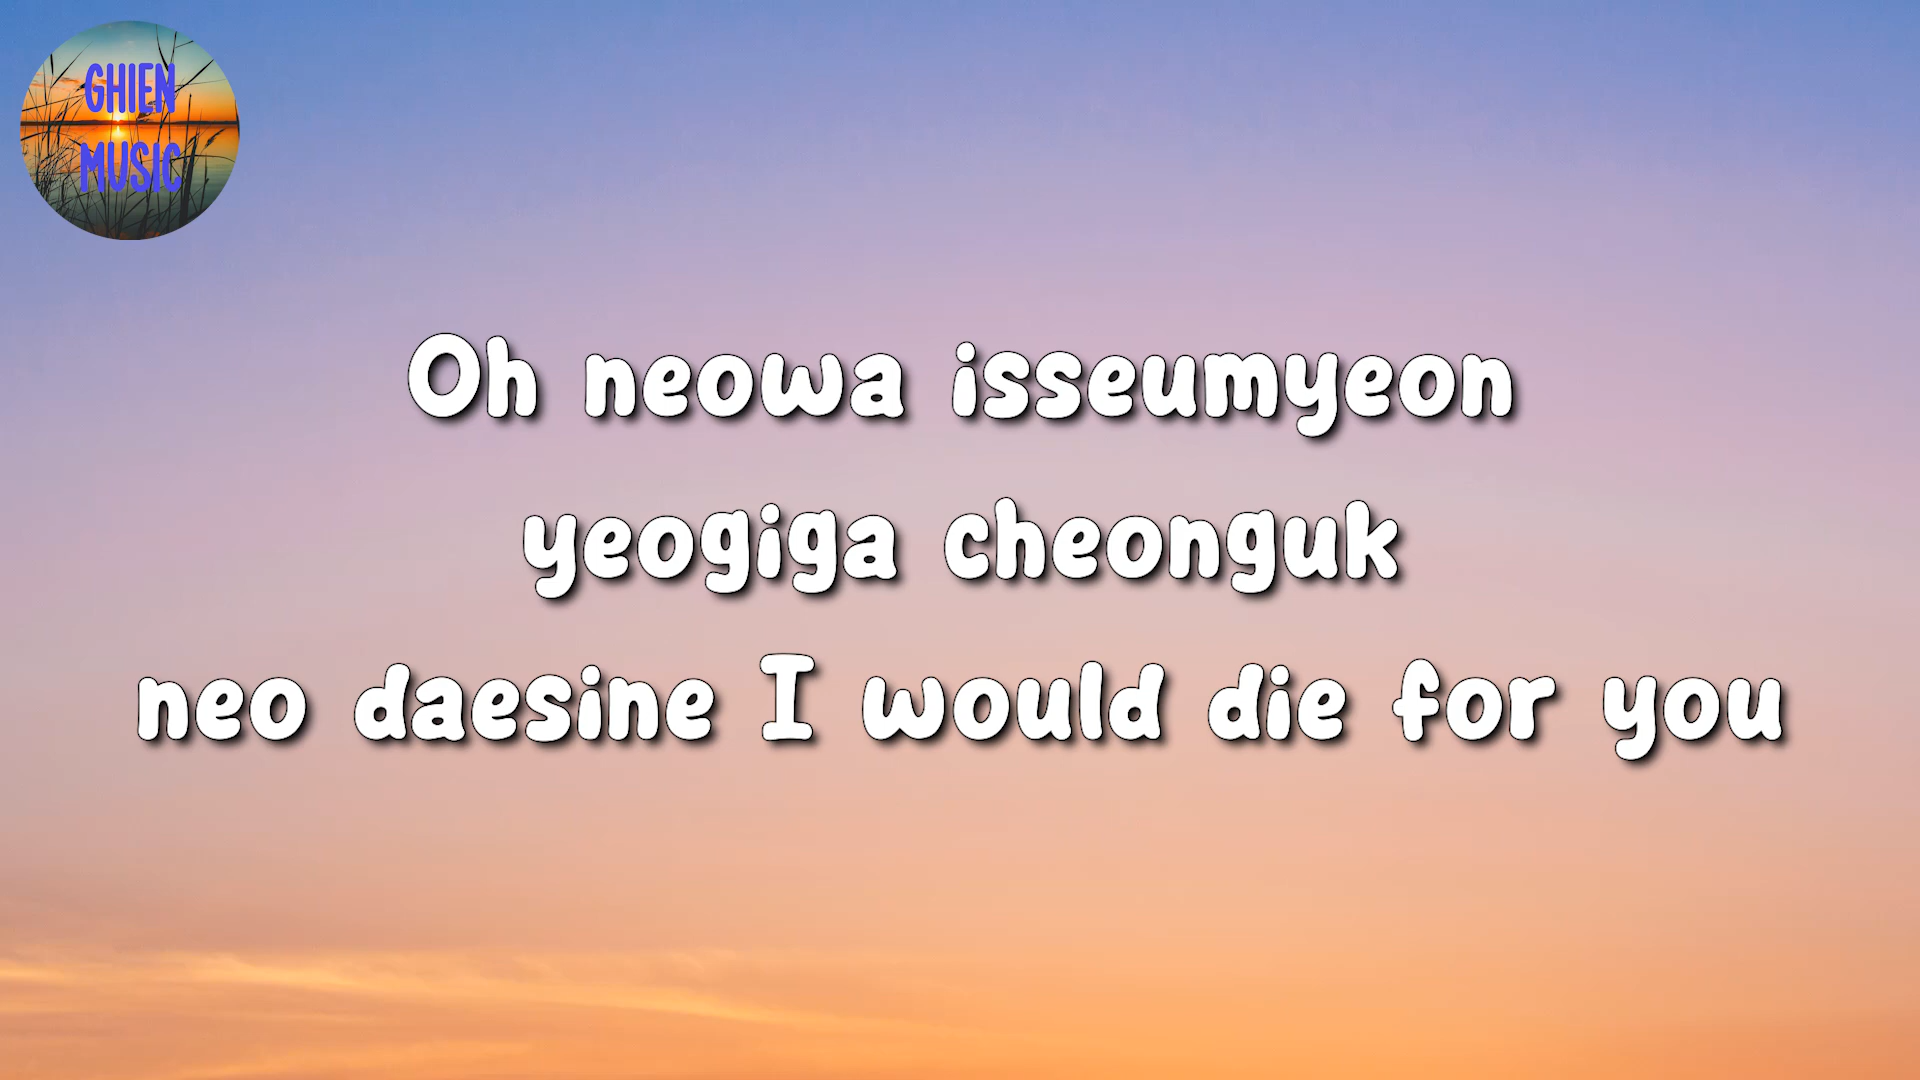 GHIEN
MUSIC
Oh neowa isseumyeon
yeogiga cheonguk
neo daesine I would die for you